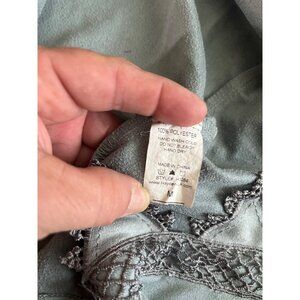 100% POLYESTER
HAND WASH COLD
DO NOT BLEACH
HANG DRY
MADE IN CHINA
M